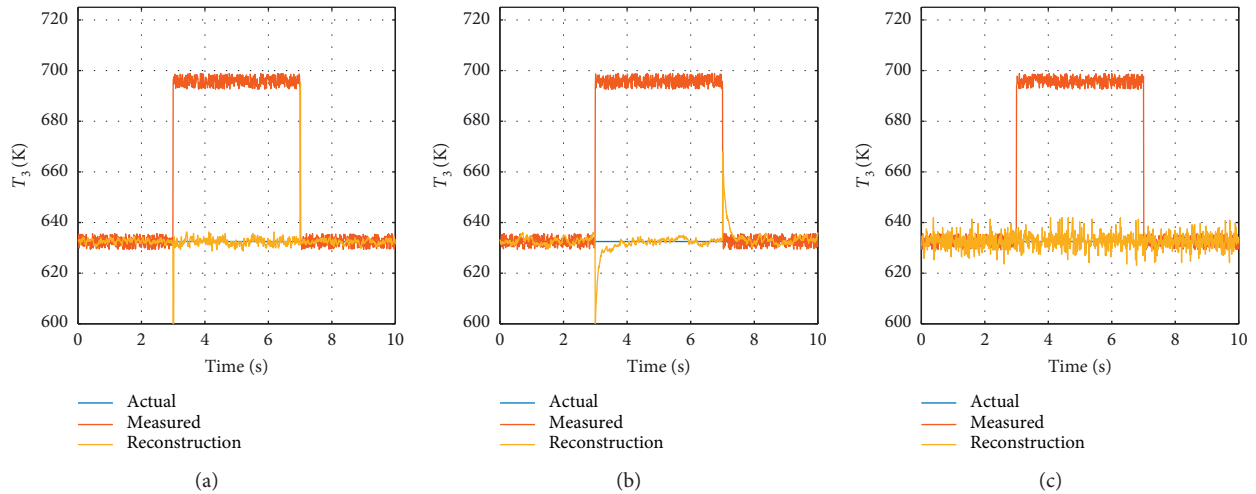 720
700
680
660
640
620
600
T3 (K)
0 2 4 6 8 10
Time (s)
Actual
Measured
Reconstruction
(a)
720
700
680
660
640
620
600
T3 (K)
0 2 4 6 8 10
Time (s)
Actual
Measured
Reconstruction
(b)
720
700
680
660
640
620
600
T3 (K)
0 2 4 6 8 10
Time (s)
Actual
Measured
Reconstruction
(c)